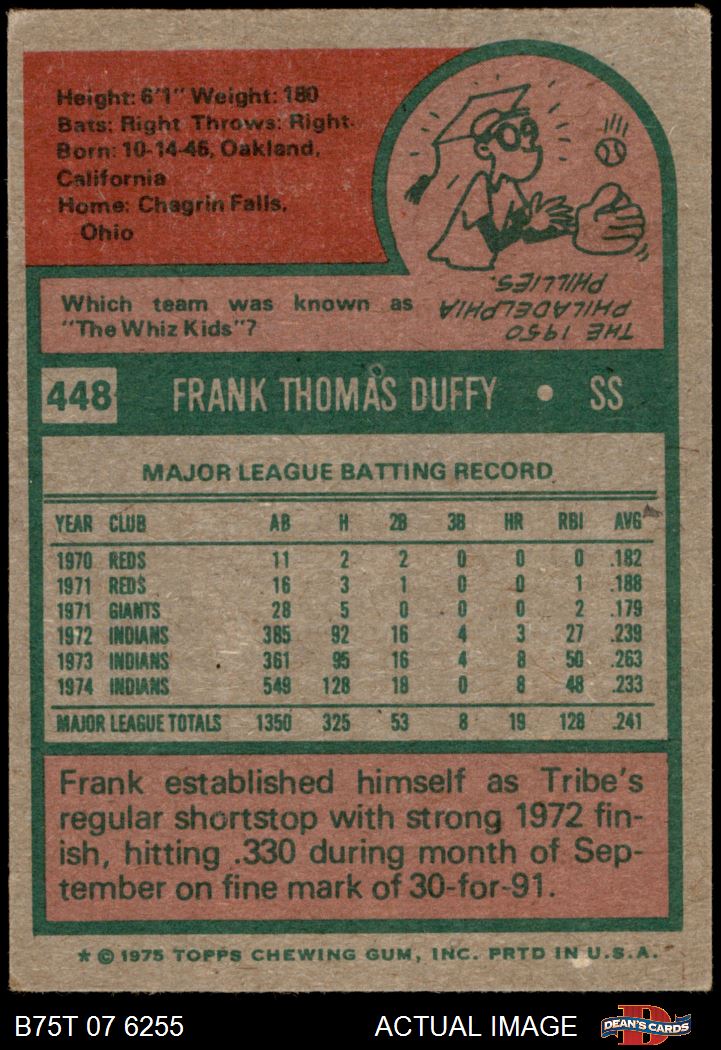 Height: 6'1" Weight: 180
Bats: Right Throws: Right
Born: 10-14-46, Oakland,
California
Home: Chagrin Falls,
Ohio
Which team was known as
"The Whiz Kids"?
THE 1950
PHILADELPHIA
PHILLIES.
448 FRANK THOMAS DUFFY • SS
MAJOR LEAGUE BATTING RECORD
YEAR CLUB AB H 2B 3B HR RBI AVG
1970 REDS 11 2 2 0 0 0 .182
1971 REDS 16 3 1 0 0 1 .188
1971 GIANTS 28 5 0 0 0 2 .179
1972 INDIANS 385 92 16 4 3 27 .239
1973 INDIANS 361 95 16 4 8 50 .263
1974 INDIANS 549 128 18 0 8 48 .233
MAJOR LEAGUE TOTALS 1350 325 53 8 19 128 .241
Frank established himself as Tribe's
regular shortstop with strong 1972 fin-
ish, hitting .330 during month of Sep-
tember on fine mark of 30-for-91.
* © 1975 TOPPS CHEWING GUM, INC. PRTD IN U.S.A.
B75T 07 6255 ACTUAL IMAGE D DEAN'S CARDS